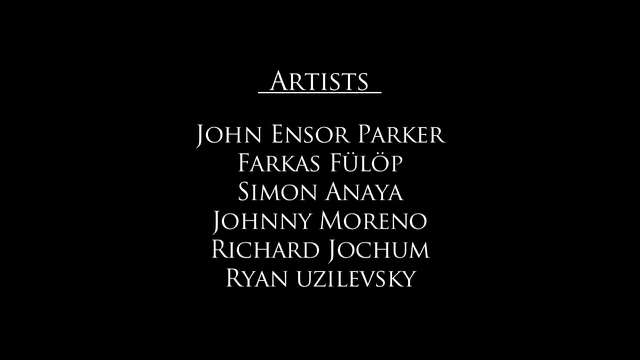 Artists
John Ensor Parker
Farkas Fülöp
Simon Anaya
Johnny Moreno
Richard Jochum
Ryan uzilevsky